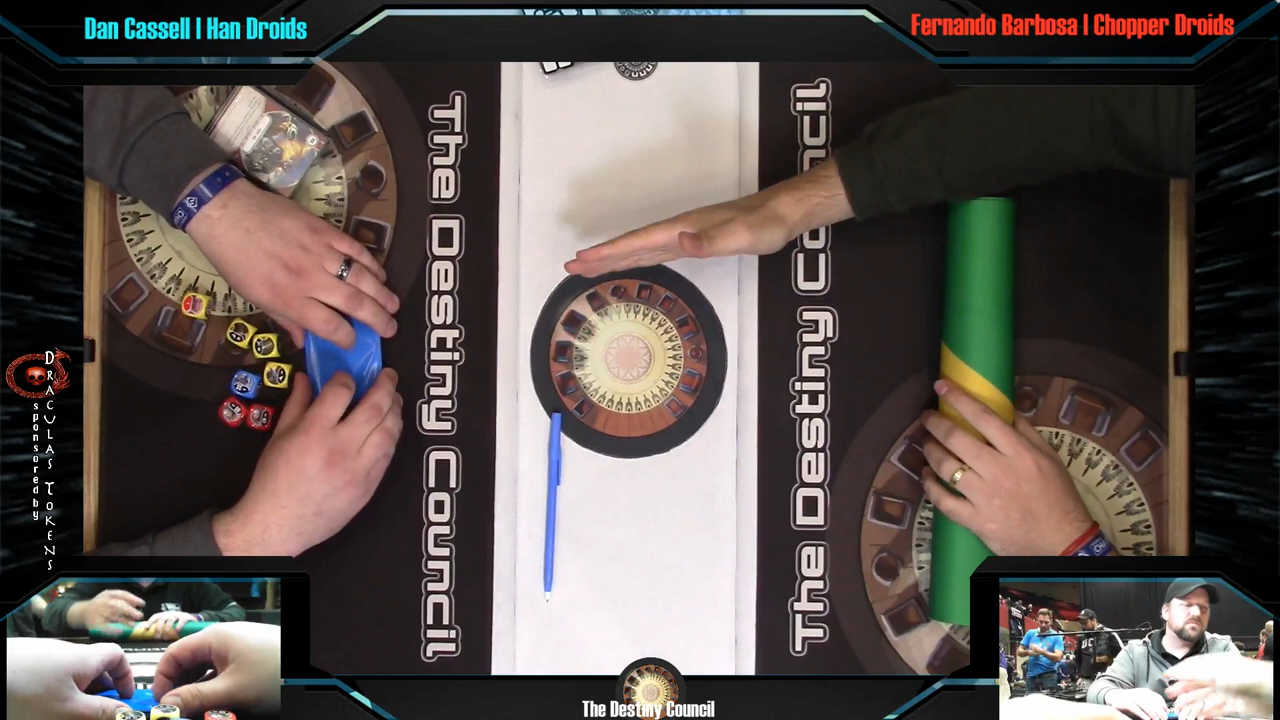 Dan Cassell | Han Droids
Fernando Barbosa | Chopper Droids
The Destiny Council
The Destiny Council
sponsored by
DRACULAS TOKENS
The Destiny Council